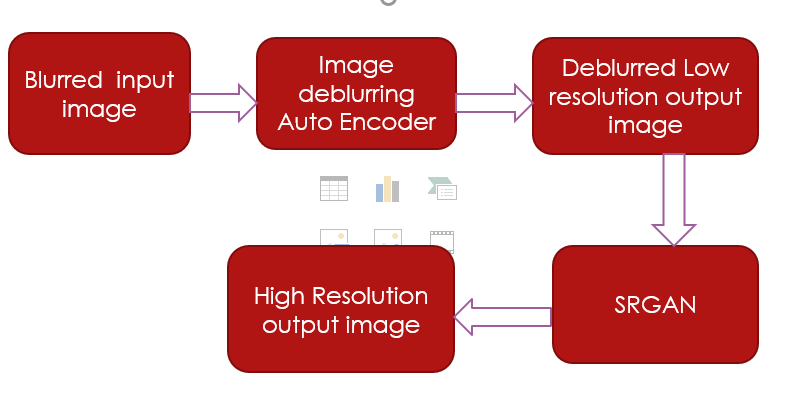 Blurred  input
image
Image
deblurring
Auto Encoder
Deblurred Low
resolution output
image
SRGAN
High Resolution
output image